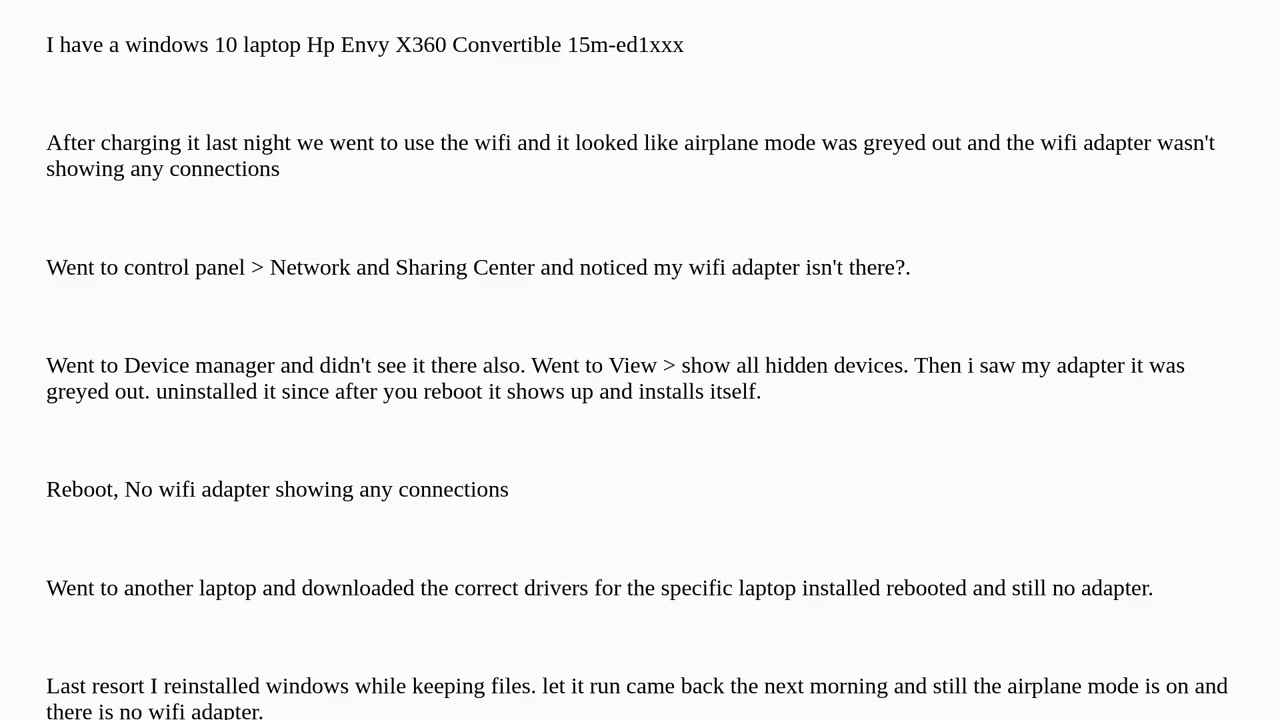 I have a windows 10 laptop Hp Envy X360 Convertible 15m-ed1xxx
After charging it last night we went to use the wifi and it looked like airplane mode was greyed out and the wifi adapter wasn't
showing any connections
Went to control panel > Network and Sharing Center and noticed my wifi adapter isn't there?.
Went to Device manager and didn't see it there also. Went to View > show all hidden devices. Then i saw my adapter it was
greyed out. uninstalled it since after you reboot it shows up and installs itself.
Reboot, No wifi adapter showing any connections
Went to another laptop and downloaded the correct drivers for the specific laptop installed rebooted and still no adapter.
Last resort I reinstalled windows while keeping files. let it run came back the next morning and still the airplane mode is on and
there is no wifi adapter.